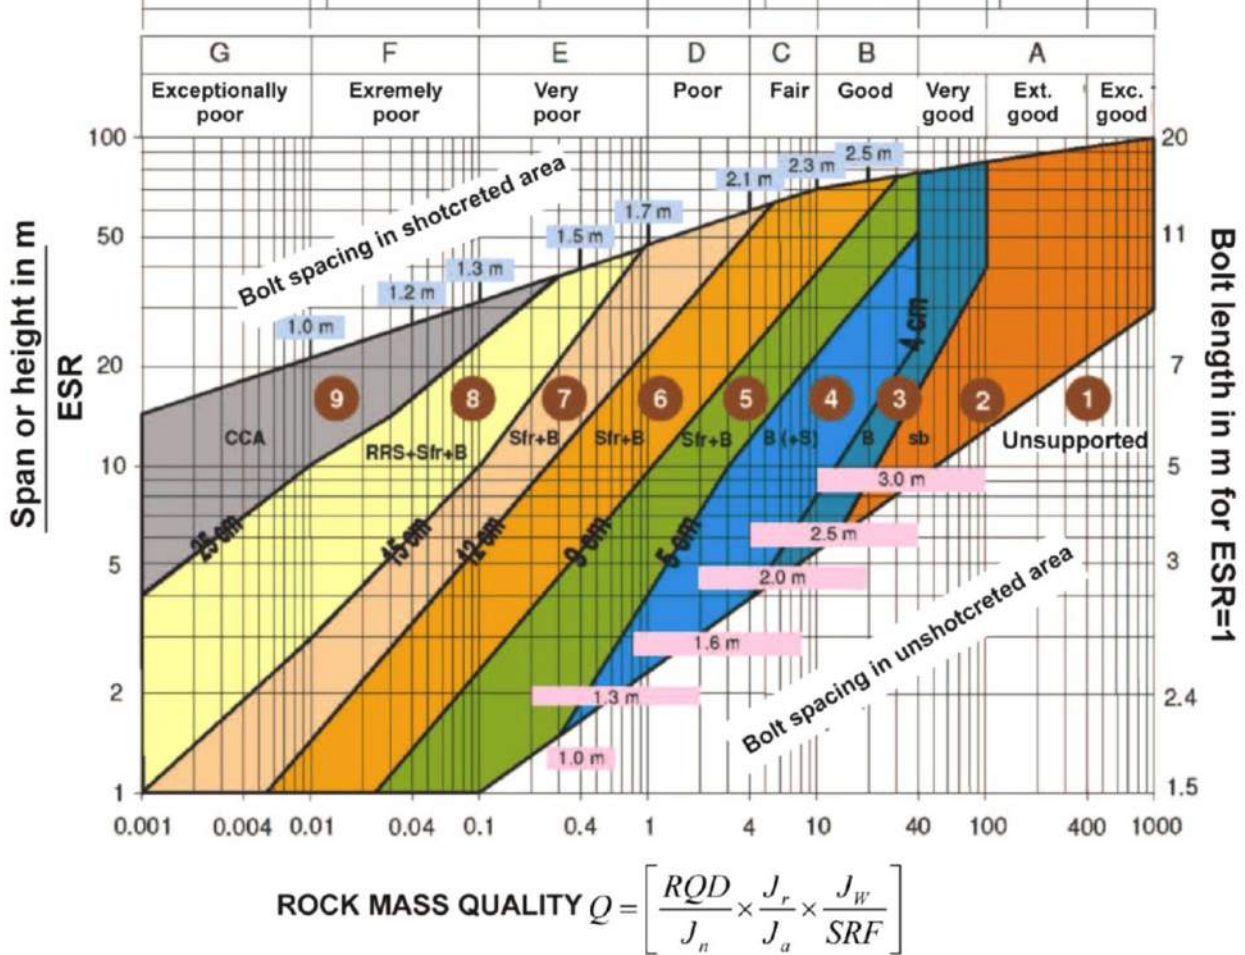 G F E D C B A
Exceptionally poor
Exremely poor
Very poor
Poor
Fair
Good
Very good
Ext. good
Exc. good
Span or height in m
ESR
100
50
20
10
5
2
1
Bolt spacing in shotcreted area
1.0 m
1.2 m
1.3 m
1.5 m
1.7 m
2.1 m
2.3 m
2.5 m
9 8 7 6 5 4 3 2 1
CCA
RRS+Sfr+B
Sfr+B
Sfr+B
Sfr+B
B (+S)
B
sb
Unsupported
25 cm
15 cm
12 cm
9 cm
5 cm
4 cm
3.0 m
2.5 m
2.0 m
1.6 m
1.3 m
1.0 m
Bolt spacing in unshotcreted area
20
11
7
5
3
2.4
1.5
Bolt length in m for ESR=1
0.001 0.004 0.01 0.04 0.1 0.4 1 4 10 40 100 400 1000
ROCK MASS QUALITY Q = [ RQD / Jn × Jr / Ja × JW / SRF ]